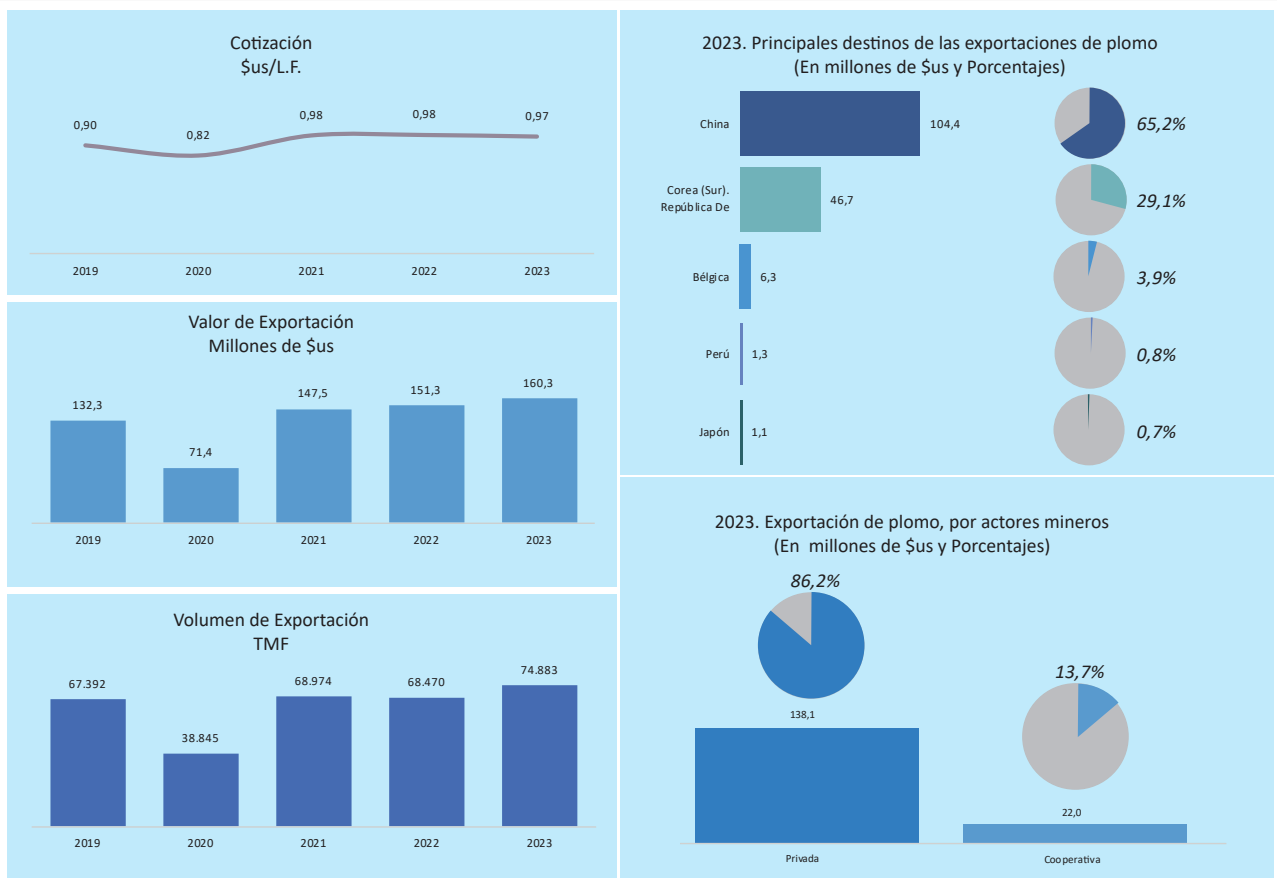 Cotización
$us/L.F.
0,90
0,82
0,98
0,98
0,97
2019
2020
2021
2022
2023
Valor de Exportación
Millones de $us
132,3
71,4
147,5
151,3
160,3
2019
2020
2021
2022
2023
Volumen de Exportación
TMF
67.392
38.845
68.974
68.470
74.883
2019
2020
2021
2022
2023
2023. Principales destinos de las exportaciones de plomo
(En millones de $us y Porcentajes)
China
104,4
65,2%
Corea (Sur).
República De
46,7
29,1%
Bélgica
6,3
3,9%
Perú
1,3
0,8%
Japón
1,1
0,7%
2023. Exportación de plomo, por actores mineros
(En millones de $us y Porcentajes)
86,2%
138,1
Privada
13,7%
22,0
Cooperativa